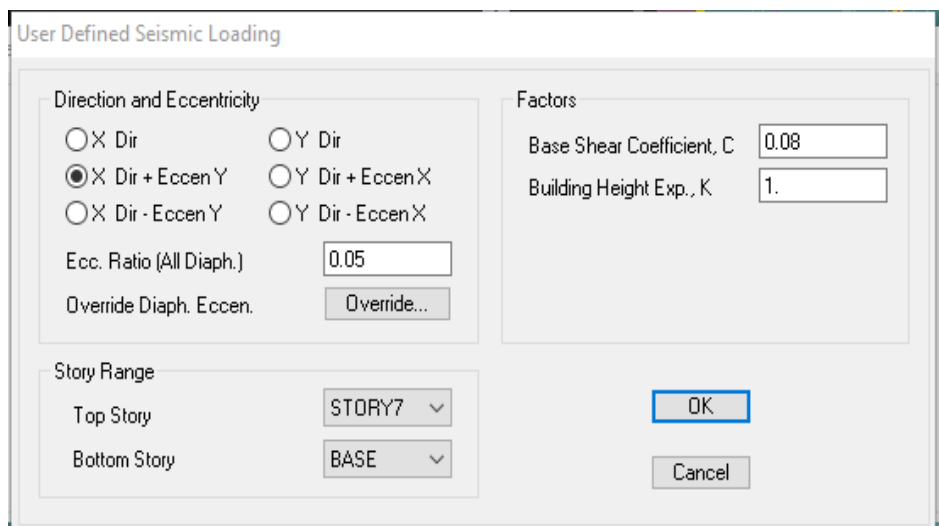 User Defined Seismic Loading
Direction and Eccentricity
X Dir
Y Dir
X Dir + Eccen Y
Y Dir + Eccen X
X Dir - Eccen Y
Y Dir - Eccen X
Ecc. Ratio (All Diaph.)
0.05
Override Diaph. Eccen.
Override...
Factors
Base Shear Coefficient, C
0.08
Building Height Exp., K
1.
Story Range
Top Story
STORY7
Bottom Story
BASE
OK
Cancel